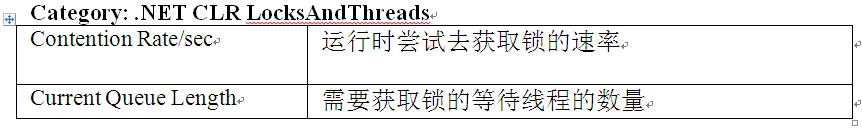 Category: .NET CLR LocksAndThreads
Contention Rate/sec 运行时尝试去获取锁的速率
Current Queue Length 需要获取锁的等待线程的数量